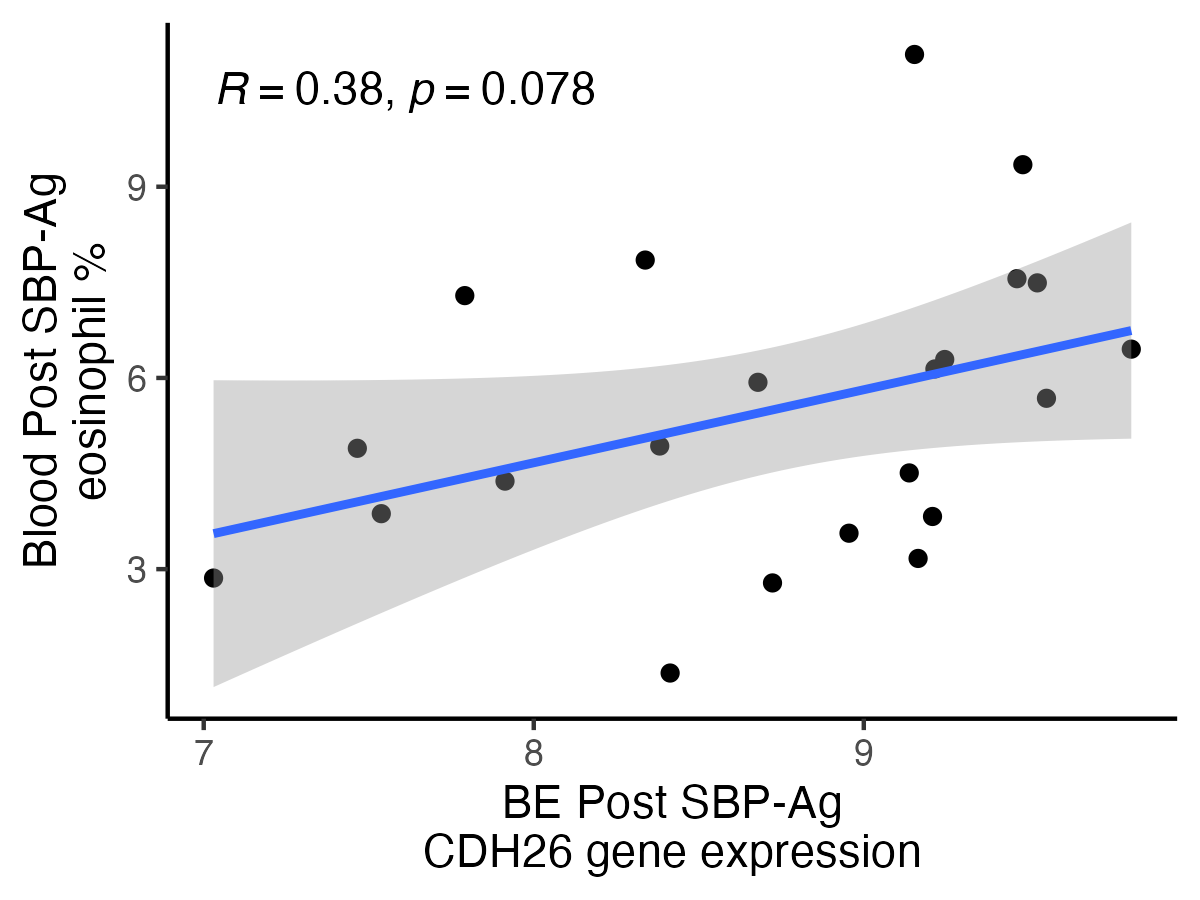 R = 0.38, p = 0.078
Blood Post SBP-Ag
eosinophil %
9
6
3
7
8
9
BE Post SBP-Ag
CDH26 gene expression